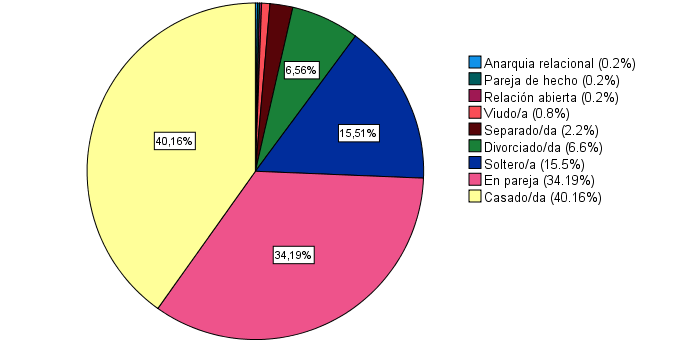 6,56%
15,51%
40,16%
34,19%
Anarquia relacional (0.2%)
Pareja de hecho (0.2%)
Relación abierta (0.2%)
Viudo/a (0.8%)
Separado/da (2.2%)
Divorciado/da (6.6%)
Soltero/a (15.5%)
En pareja (34.19%)
Casado/da (40.16%)